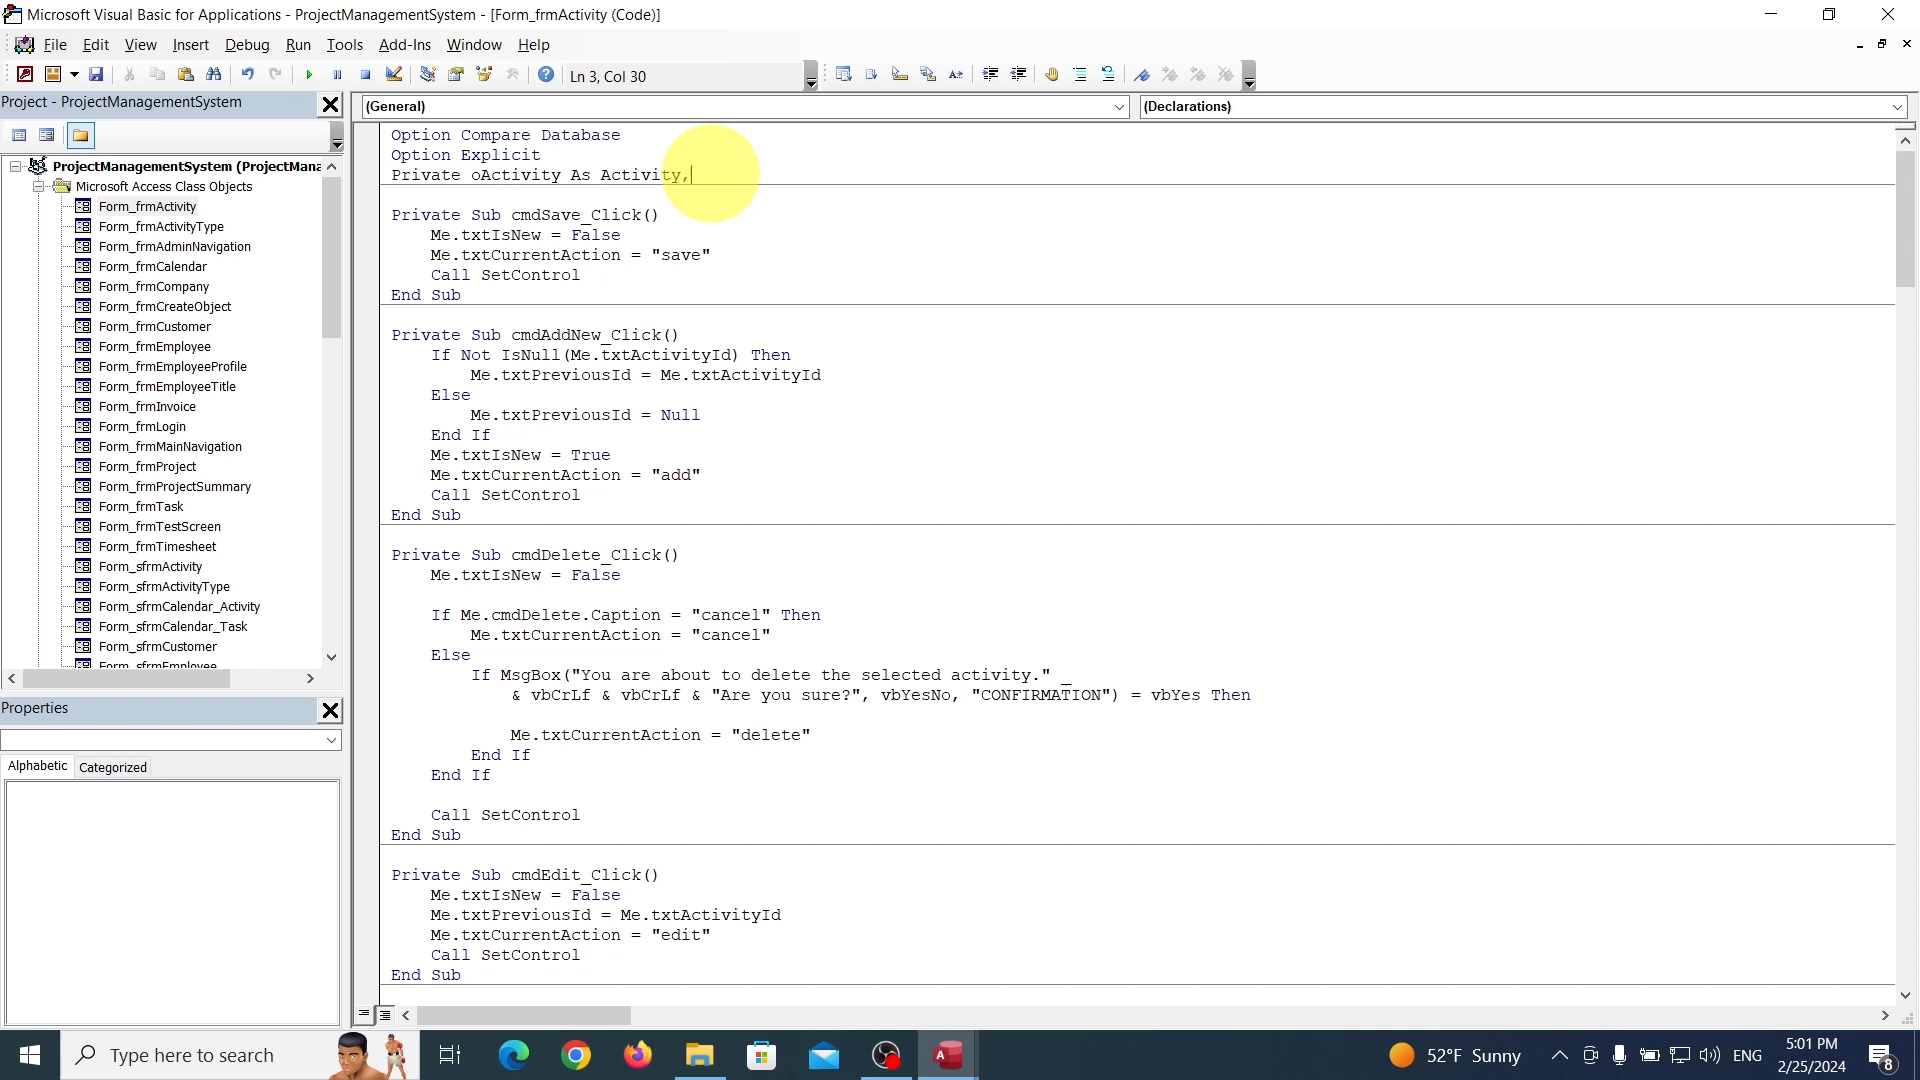 Microsoft Visual Basic for Applications - ProjectManagementSystem - [Form_frmActivity (Code)]
File Edit View Insert Debug Run Tools Add-Ins Window Help
Ln 3, Col 30
Project - ProjectManagementSystem
(General)
(Declarations)
ProjectManagementSystem (ProjectMana
Microsoft Access Class Objects
Form_frmActivity
Form_frmActivityType
Form_frmAdminNavigation
Form_frmCalendar
Form_frmCompany
Form_frmCreateObject
Form_frmCustomer
Form_frmEmployee
Form_frmEmployeeProfile
Form_frmEmployeeTitle
Form_frmInvoice
Form_frmLogin
Form_frmMainNavigation
Form_frmProject
Form_frmProjectSummary
Form_frmTask
Form_frmTestScreen
Form_frmTimesheet
Form_sfrmActivity
Form_sfrmActivityType
Form_sfrmCalendar_Activity
Form_sfrmCalendar_Task
Form_sfrmCustomer
Form_sfrmEmployee
Properties
Alphabetic Categorized
Option Compare Database
Option Explicit
Private oActivity As Activity,
Private Sub cmdSave_Click()
Me.txtIsNew = False
Me.txtCurrentAction = "save"
Call SetControl
End Sub
Private Sub cmdAddNew_Click()
If Not IsNull(Me.txtActivityId) Then
Me.txtPreviousId = Me.txtActivityId
Else
Me.txtPreviousId = Null
End If
Me.txtIsNew = True
Me.txtCurrentAction = "add"
Call SetControl
End Sub
Private Sub cmdDelete_Click()
Me.txtIsNew = False
If Me.cmdDelete.Caption = "cancel" Then
Me.txtCurrentAction = "cancel"
Else
If MsgBox("You are about to delete the selected activity." _
& vbCrLf & vbCrLf & "Are you sure?", vbYesNo, "CONFIRMATION") = vbYes Then
Me.txtCurrentAction = "delete"
End If
End If
Call SetControl
End Sub
Private Sub cmdEdit_Click()
Me.txtIsNew = False
Me.txtPreviousId = Me.txtActivityId
Me.txtCurrentAction = "edit"
Call SetControl
End Sub
Type here to search
52°F Sunny
ENG
5:01 PM
2/25/2024
8